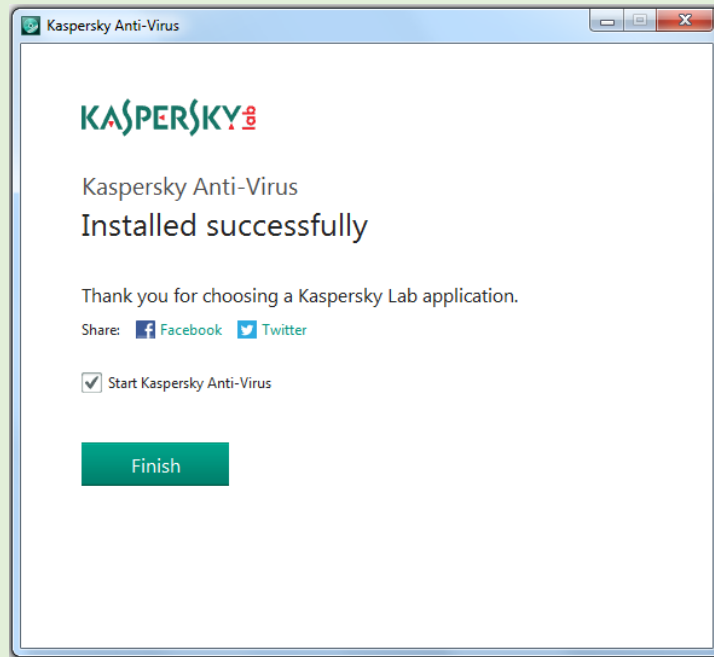 Kaspersky Anti-Virus
KASPERSKY lab
Kaspersky Anti-Virus
Installed successfully
Thank you for choosing a Kaspersky Lab application.
Share: Facebook Twitter
Start Kaspersky Anti-Virus
Finish